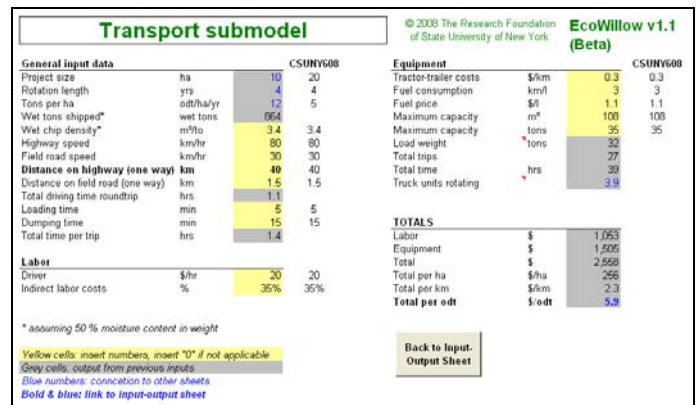 Transport submodel
© 2008 The Research Foundation
of State University of New York
EcoWillow v1.1
(Beta)
General input data CSUNY608
Project size ha 10 20
Rotation length yrs 4 4
Tons per ha odt/ha/yr 12 5
Wet tons shipped* wet tons 864
Wet chip density* m³/to 3.4 3.4
Highway speed km/hr 80 80
Field road speed km/hr 30 30
Distance on highway (one way) km 40 40
Distance on field road (one way) km 1.5 1.5
Total driving time roundtrip hrs 1.1
Loading time min 5 5
Dumping time min 15 15
Total time per trip hrs 1.4
Labor
Driver $/hr 20 20
Indirect labor costs % 35% 35%
* assuming 50 % moisture content in weight
Yellow cells: insert numbers, insert "0" if not applicable
Grey cells: output from previous inputs
Blue numbers: conncetion to other sheets
Bold & blue: link to input-output sheet
Equipment CSUNY608
Tractor-trailer costs $/km 0.3 0.3
Fuel consumption km/l 3 3
Fuel price $/l 1.1 1.1
Maximum capacity m³ 108 108
Maximum capacity tons 35 35
Load weight tons 32
Total trips 27
Total time hrs 39
Truck units rotating 3.9
TOTALS
Labor $ 1,053
Equipment $ 1,505
Total $ 2,558
Total per ha $/ha 256
Total per km $/km 2.3
Total per odt $/odt 5.9
Back to Input-
Output Sheet